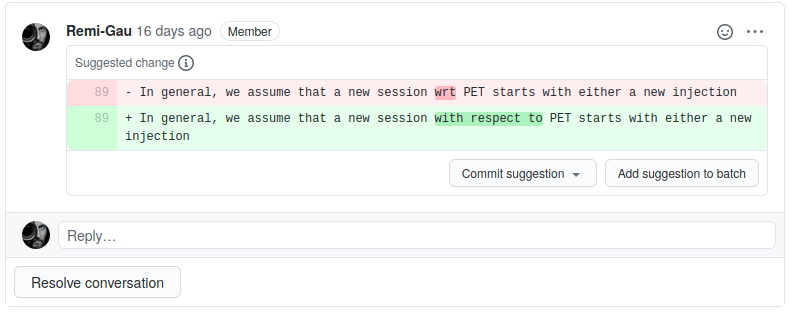 Remi-Gau 16 days ago Member
Suggested change
89 - In general, we assume that a new session wrt PET starts with either a new injection
89 + In general, we assume that a new session with respect to PET starts with either a new
injection
Commit suggestion Add suggestion to batch
Reply...
Resolve conversation